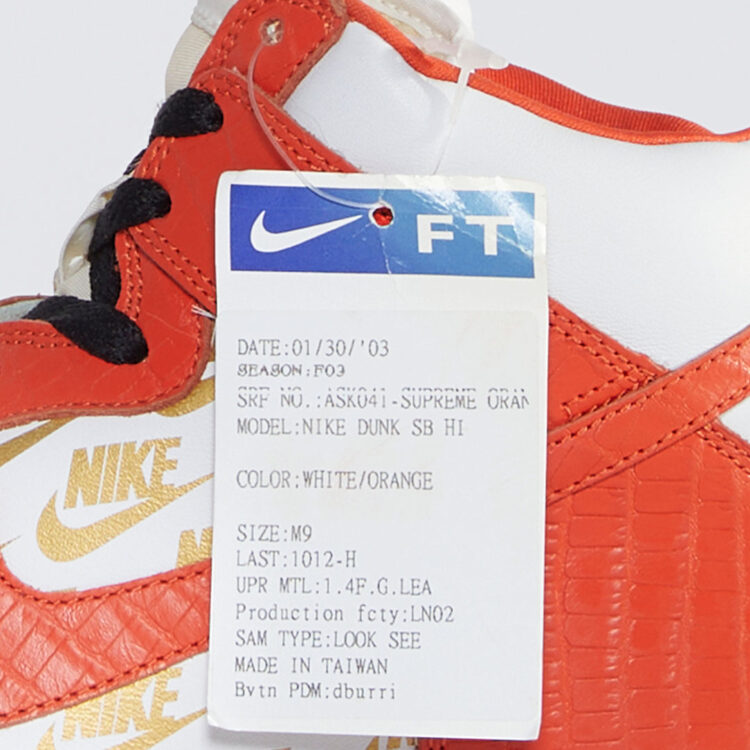 FT
DATE:01/30/'03
SEASON:F03
SRF NO.:ASK041-SUPREME ORAN
MODEL:NIKE DUNK SB HI
COLOR:WHITE/ORANGE
SIZE:M9
LAST:1012-H
UPR MTL:1.4F.G.LEA
Production fcty:LN02
SAM TYPE:LOOK SEE
MADE IN TAIWAN
Bvtn PDM:dburri
NIKE
NIKE
NIKE